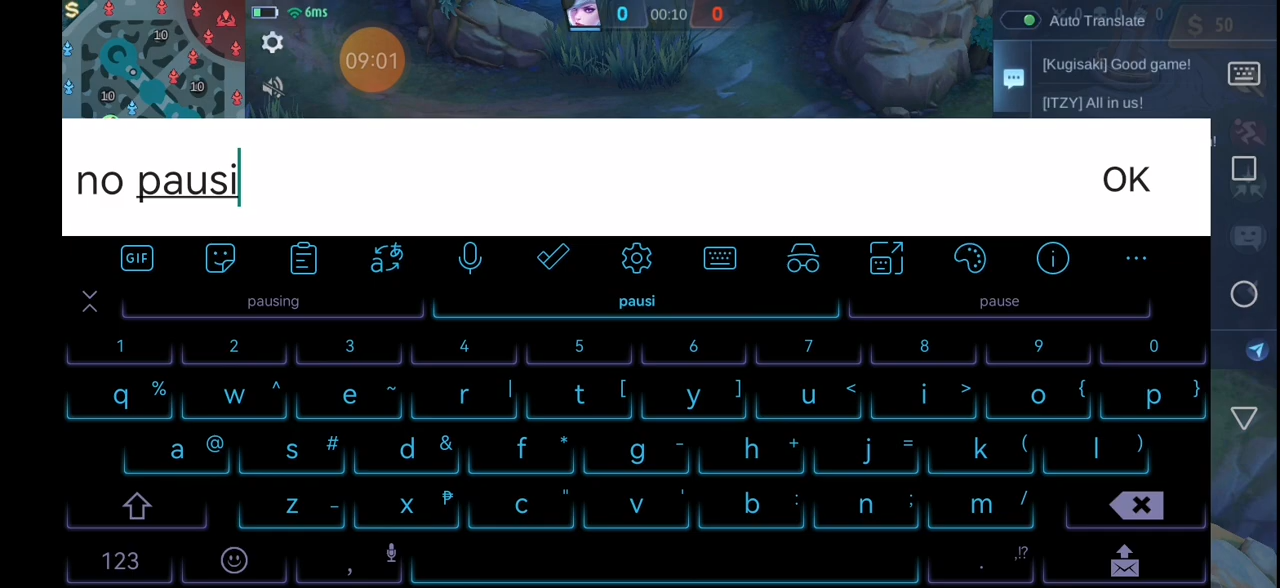 $
10
10
10
6ms
09:01
0 00:10 0
Auto Translate
$ 50
[Kugisaki] Good game!
[ITZY] All in us!
no pausi
OK
GIF
pausing pausi pause
1 2 3 4 5 6 7 8 9 0
q % w ^ e ~ r | t [ y ] u < i > o { p }
a @ s # d & f * g - h + j = k ( l )
z _ x ₱ c " v ' b : n ; m /
123 , . ,!?